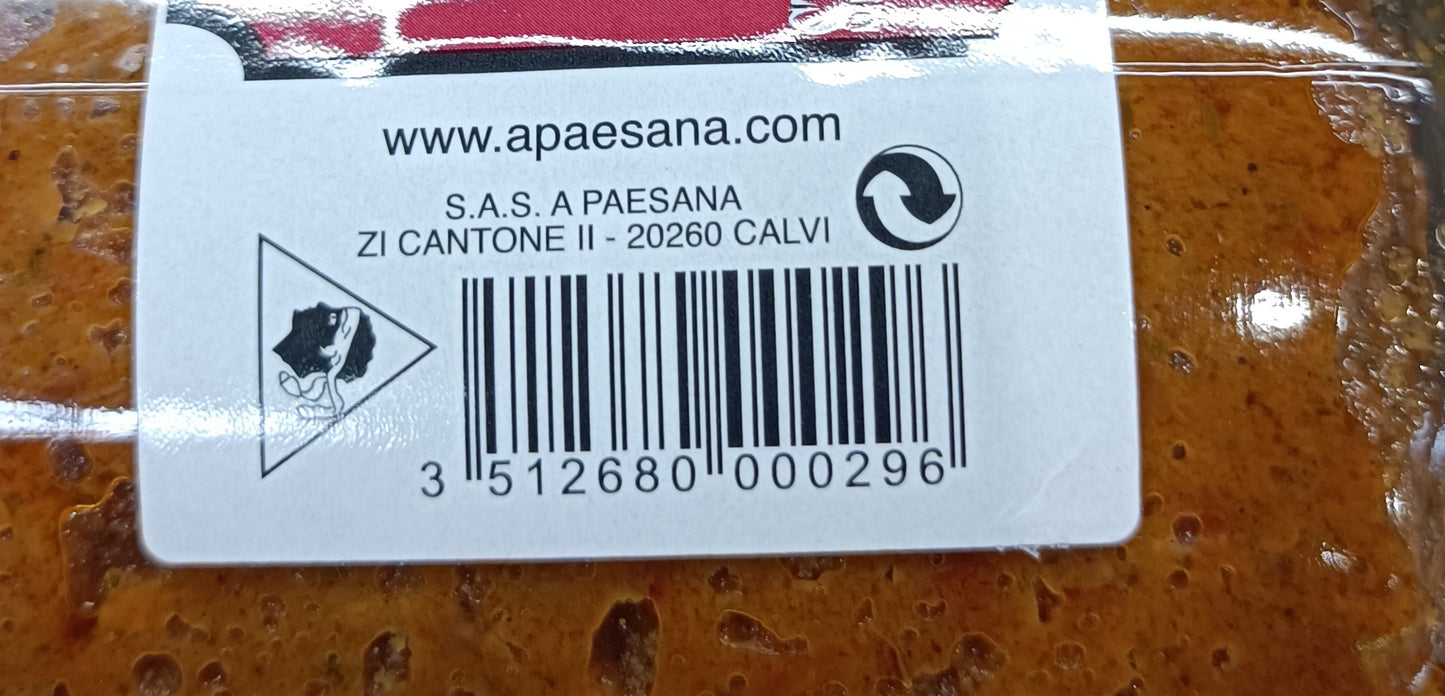 www.apaesana.com
S.A.S. A PAESANA
ZI CANTONE II - 20260 CALVI
3 512680 000296